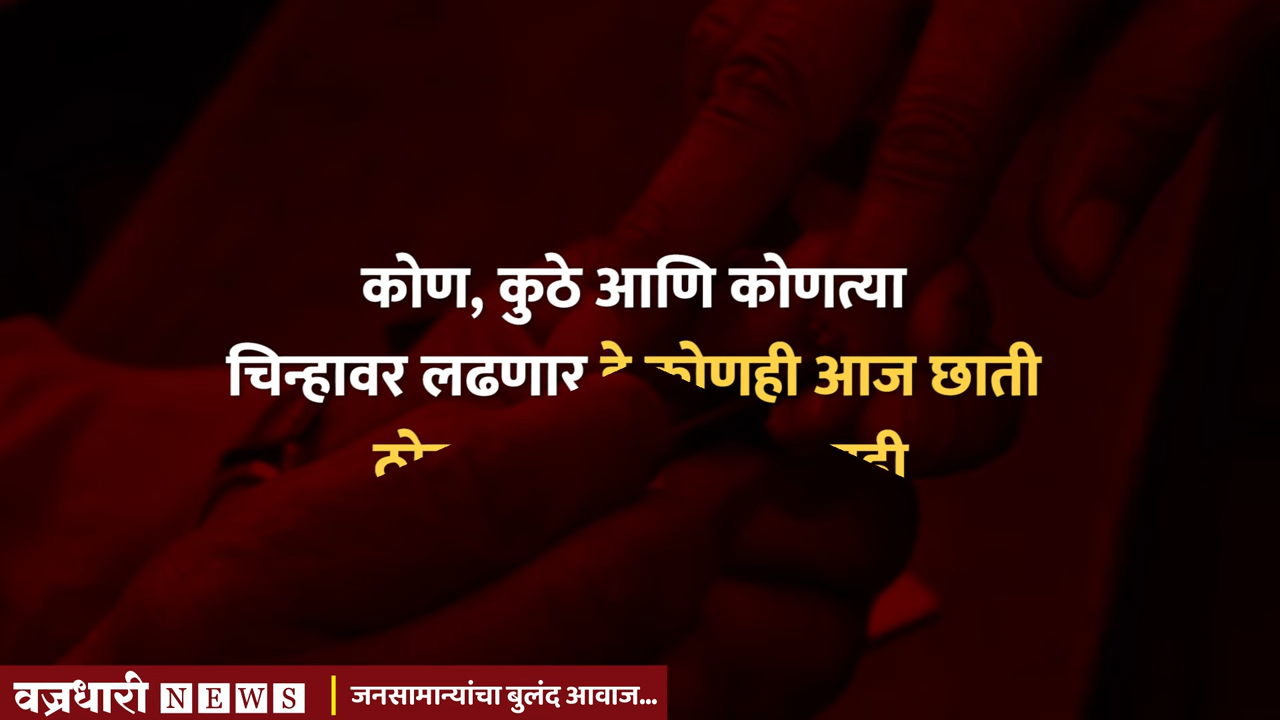 कोण, कुठे आणि कोणत्या
चिन्हावर लढणार कोणही आज छाती
वज्रधारी NEWS जनसामान्यांचा बुलंद आवाज...